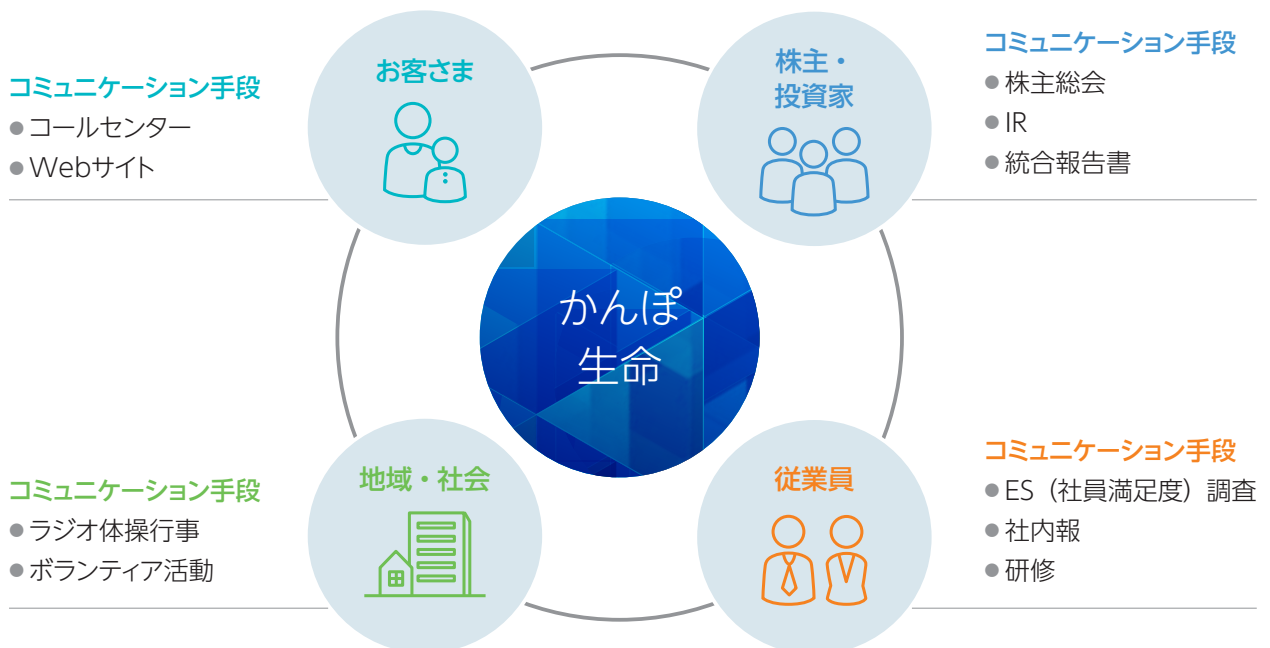 お客さま
コミュニケーション手段
●コールセンター
●Webサイト
株主・
投資家
コミュニケーション手段
●株主総会
●IR
●統合報告書
かんぽ
生命
地域・社会
コミュニケーション手段
●ラジオ体操行事
●ボランティア活動
従業員
コミュニケーション手段
●ES（社員満足度）調査
●社内報
●研修